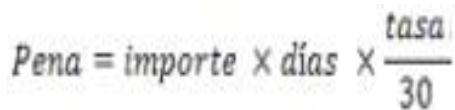 Pena = importe × días × tasa/30